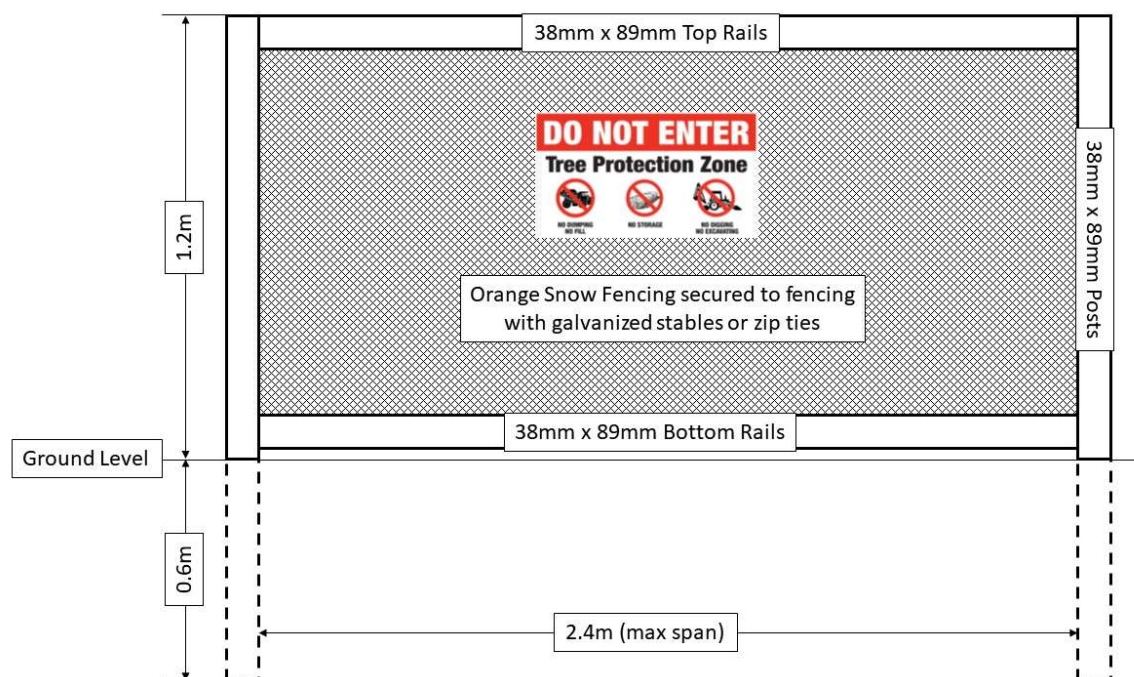 38mm x 89mm Top Rails
DO NOT ENTER
Tree Protection Zone
NO DUMPING
NO FILL
NO STORAGE
NO DIGGING
NO EXCAVATING
1.2m
38mm x 89mm Posts
Orange Snow Fencing secured to fencing
with galvanized stables or zip ties
38mm x 89mm Bottom Rails
Ground Level
0.6m
2.4m (max span)